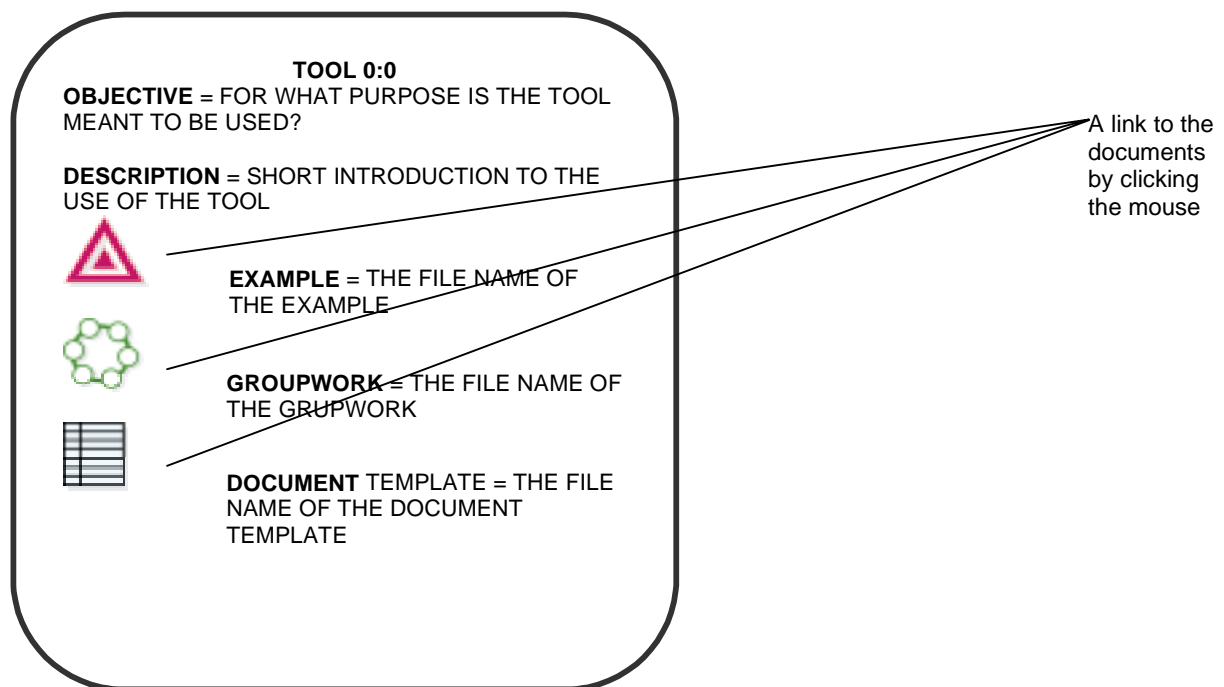 TOOL 0:0
OBJECTIVE = FOR WHAT PURPOSE IS THE TOOL
MEANT TO BE USED?
DESCRIPTION = SHORT INTRODUCTION TO THE
USE OF THE TOOL
EXAMPLE = THE FILE NAME OF
THE EXAMPLE
GROUPWORK = THE FILE NAME OF
THE GRUPWORK
DOCUMENT TEMPLATE = THE FILE
NAME OF THE DOCUMENT
TEMPLATE
A link to the
documents
by clicking
the mouse